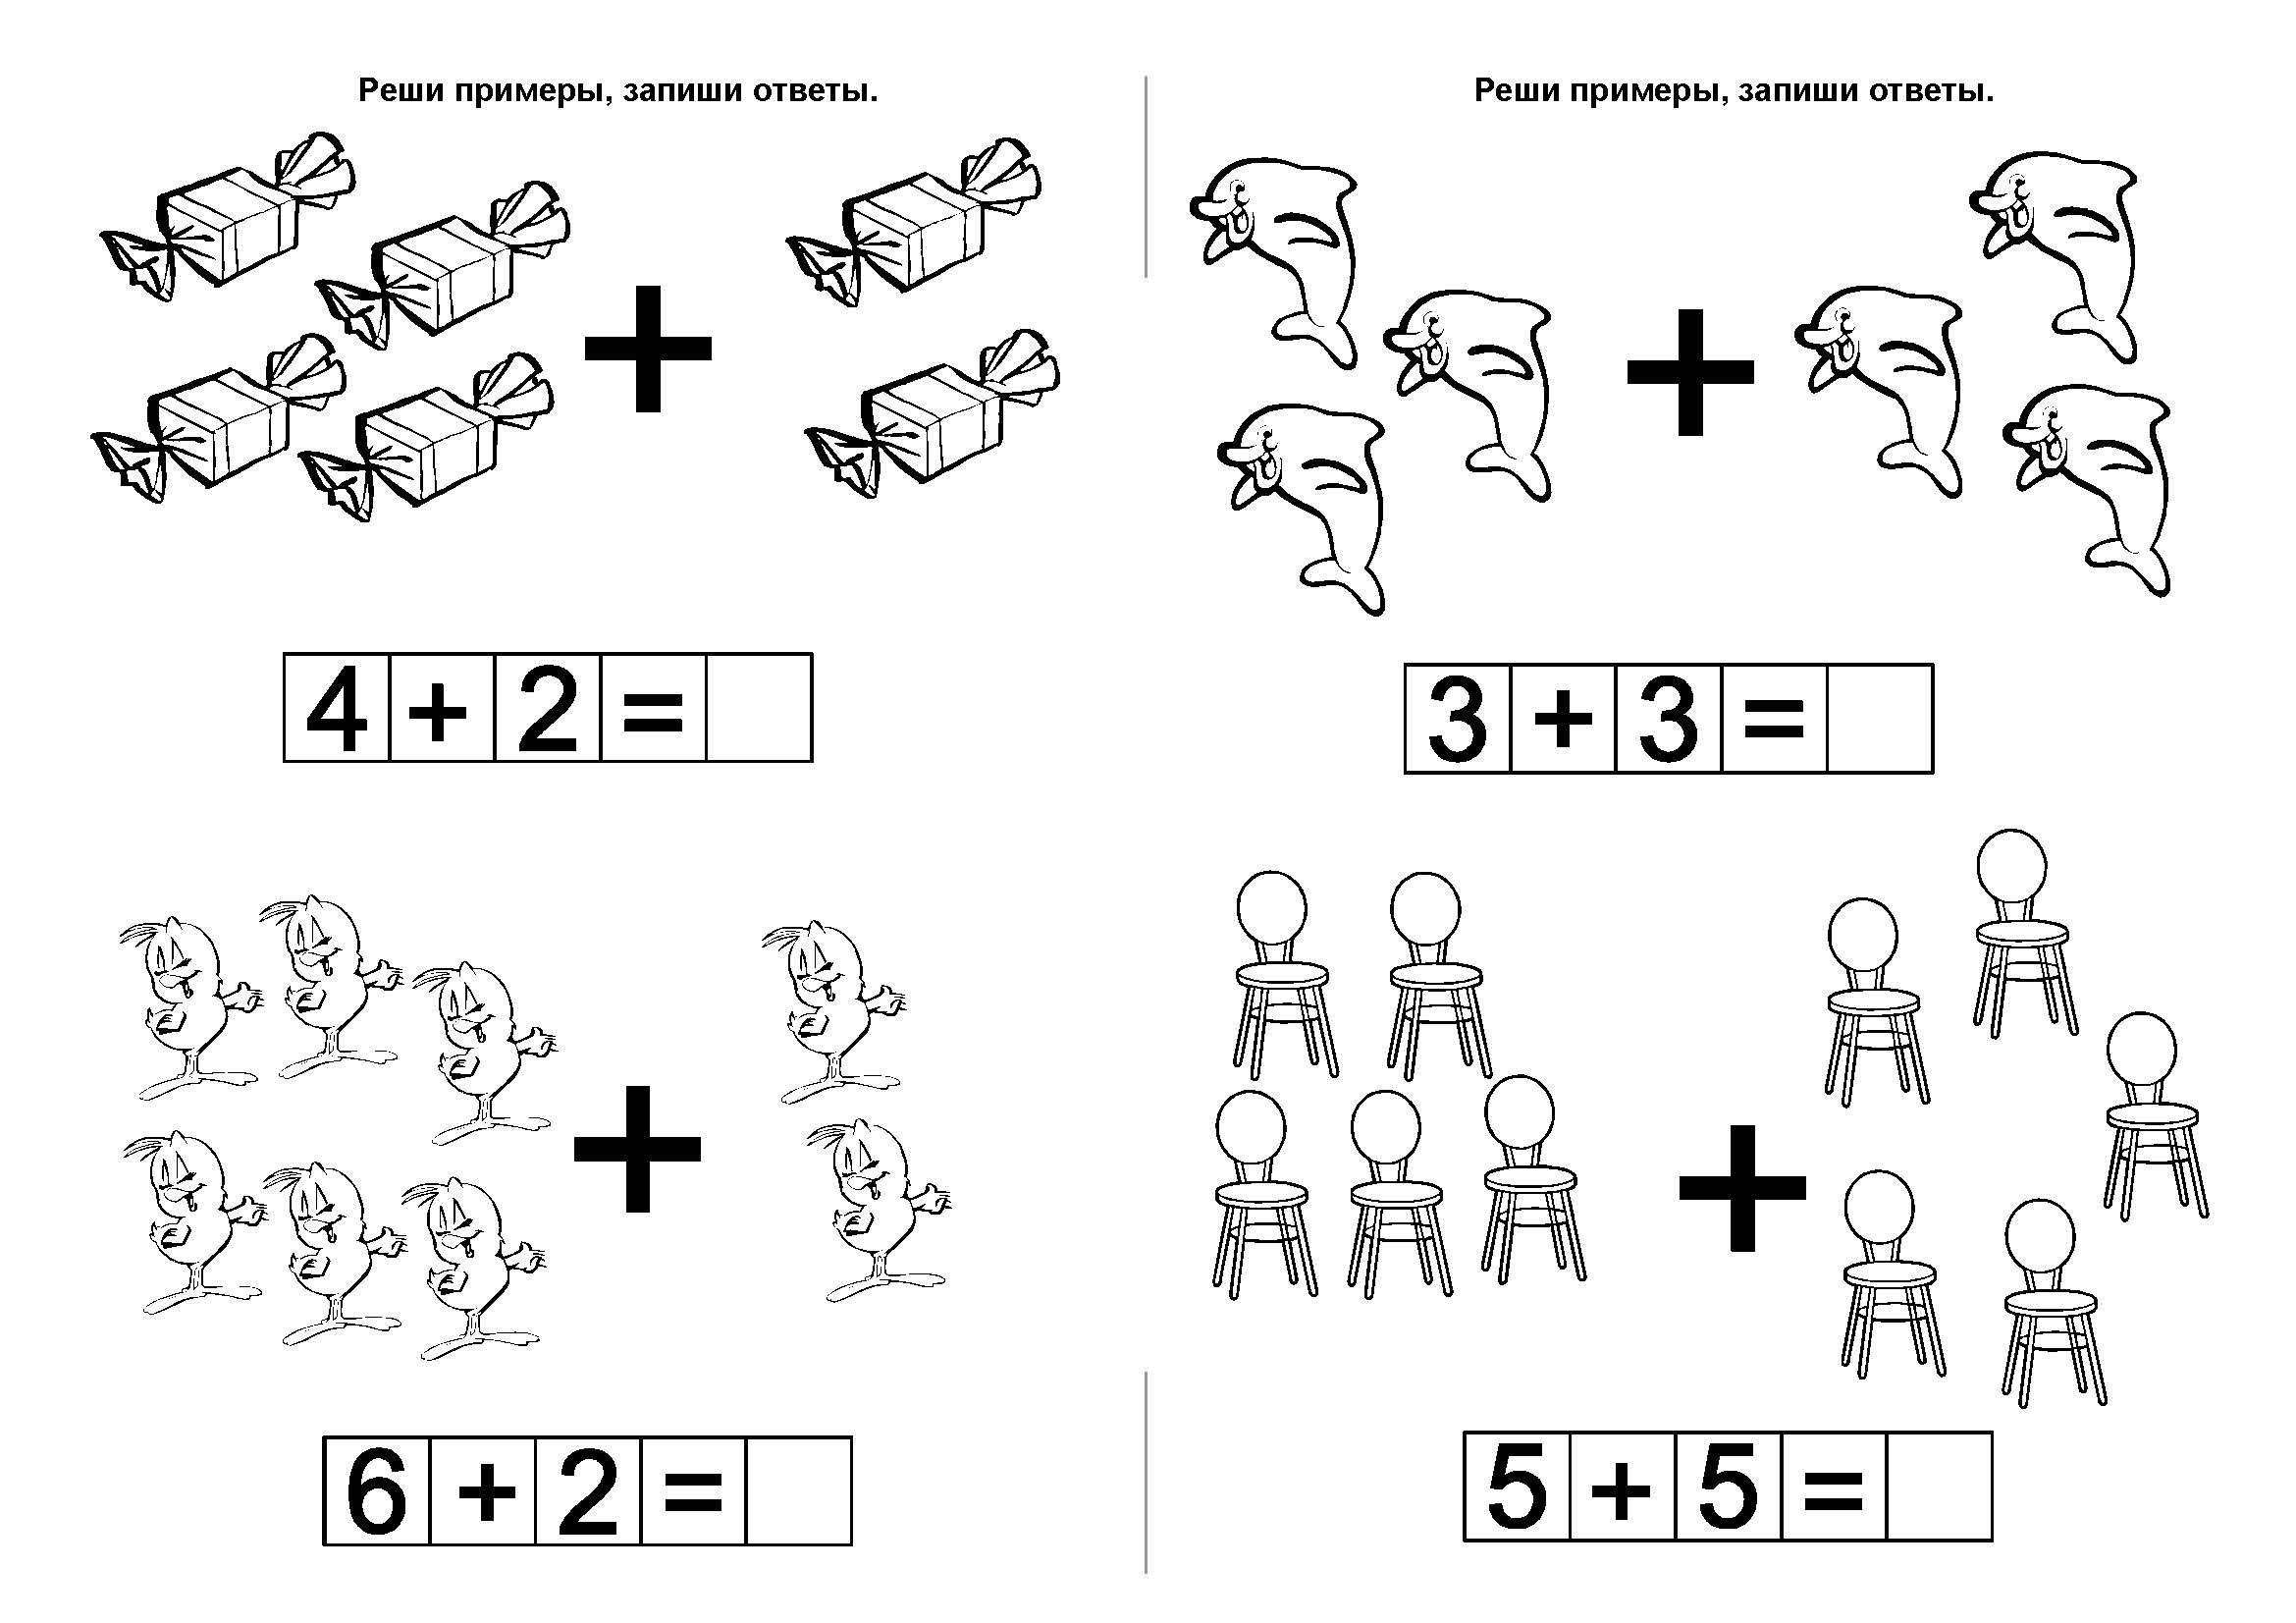 Реши примеры, запиши ответы.
4 + 2 =
6 + 2 =
Реши примеры, запиши ответы.
3 + 3 =
5 + 5 =